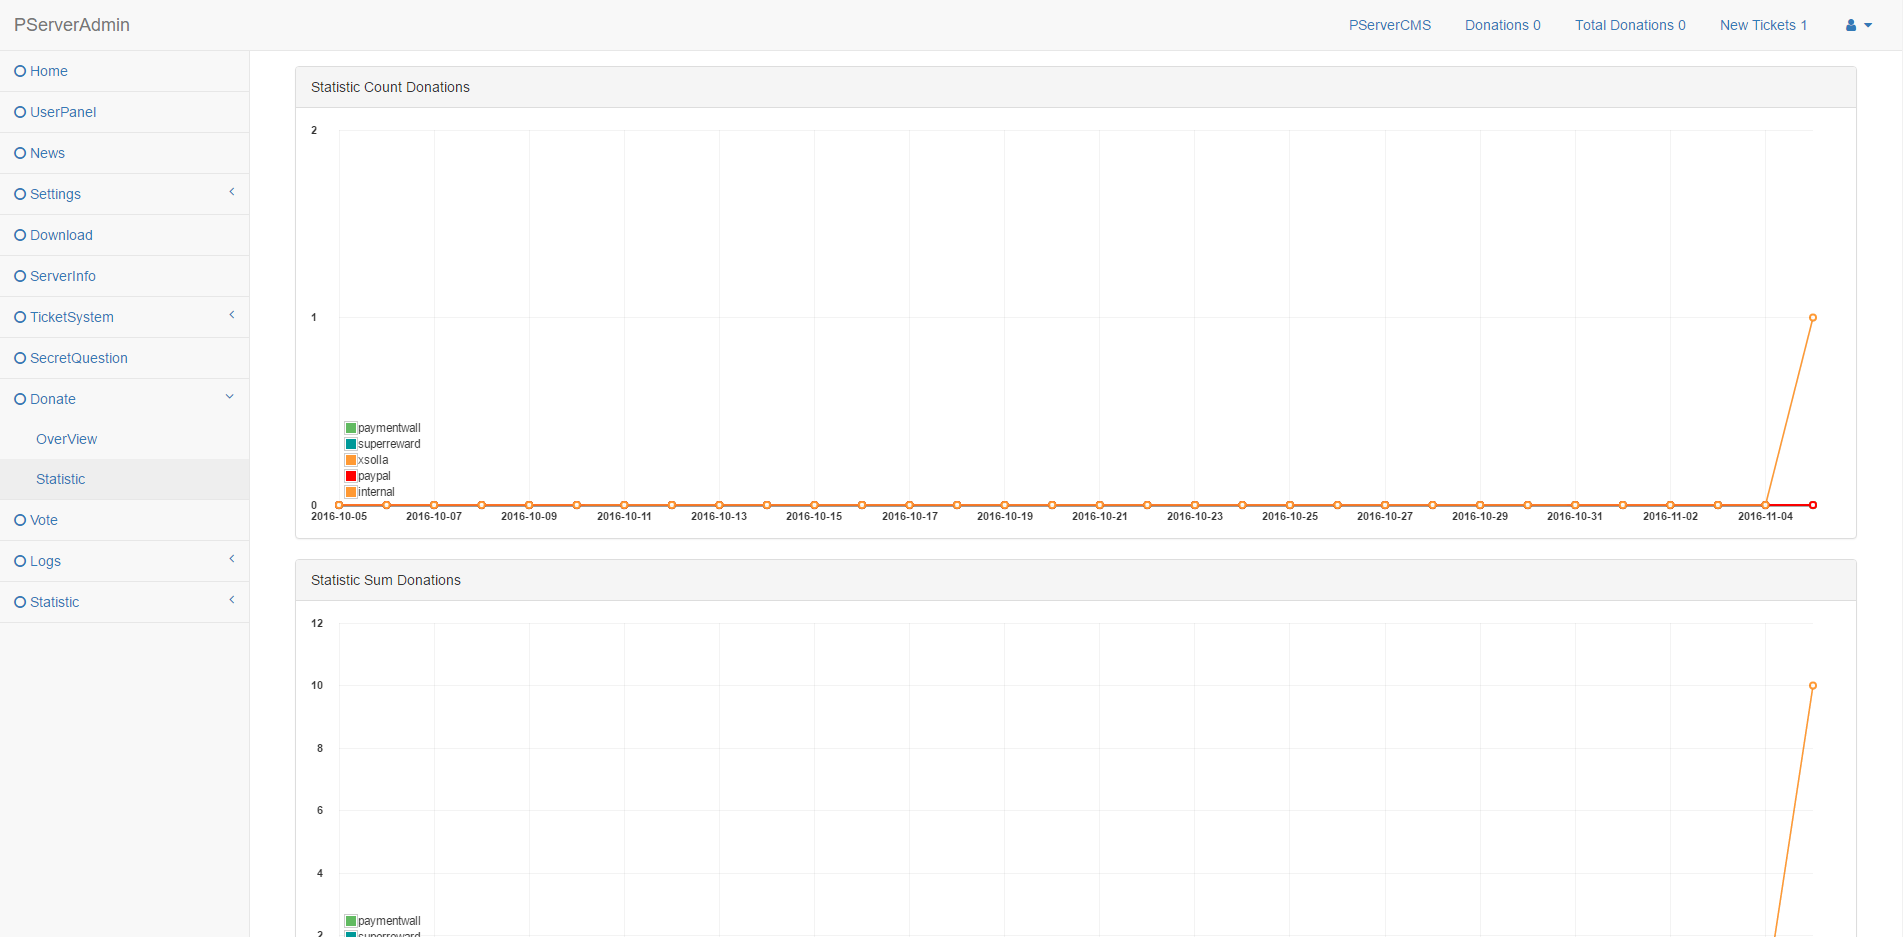 PServerAdmin
PServerCMS
Donations 0
Total Donations 0
New Tickets 1
Home
UserPanel
News
Settings
Download
ServerInfo
TicketSystem
SecretQuestion
Donate
OverView
Statistic
Vote
Logs
Statistic
Statistic Count Donations
2
1
0
paymentwall
superreward
xsolla
paypal
internal
2016-10-05 2016-10-07 2016-10-09 2016-10-11 2016-10-13 2016-10-15 2016-10-17 2016-10-19 2016-10-21 2016-10-23 2016-10-25 2016-10-27 2016-10-29 2016-10-31 2016-11-02 2016-11-04
Statistic Sum Donations
12
10
8
6
4
2
paymentwall
superreward